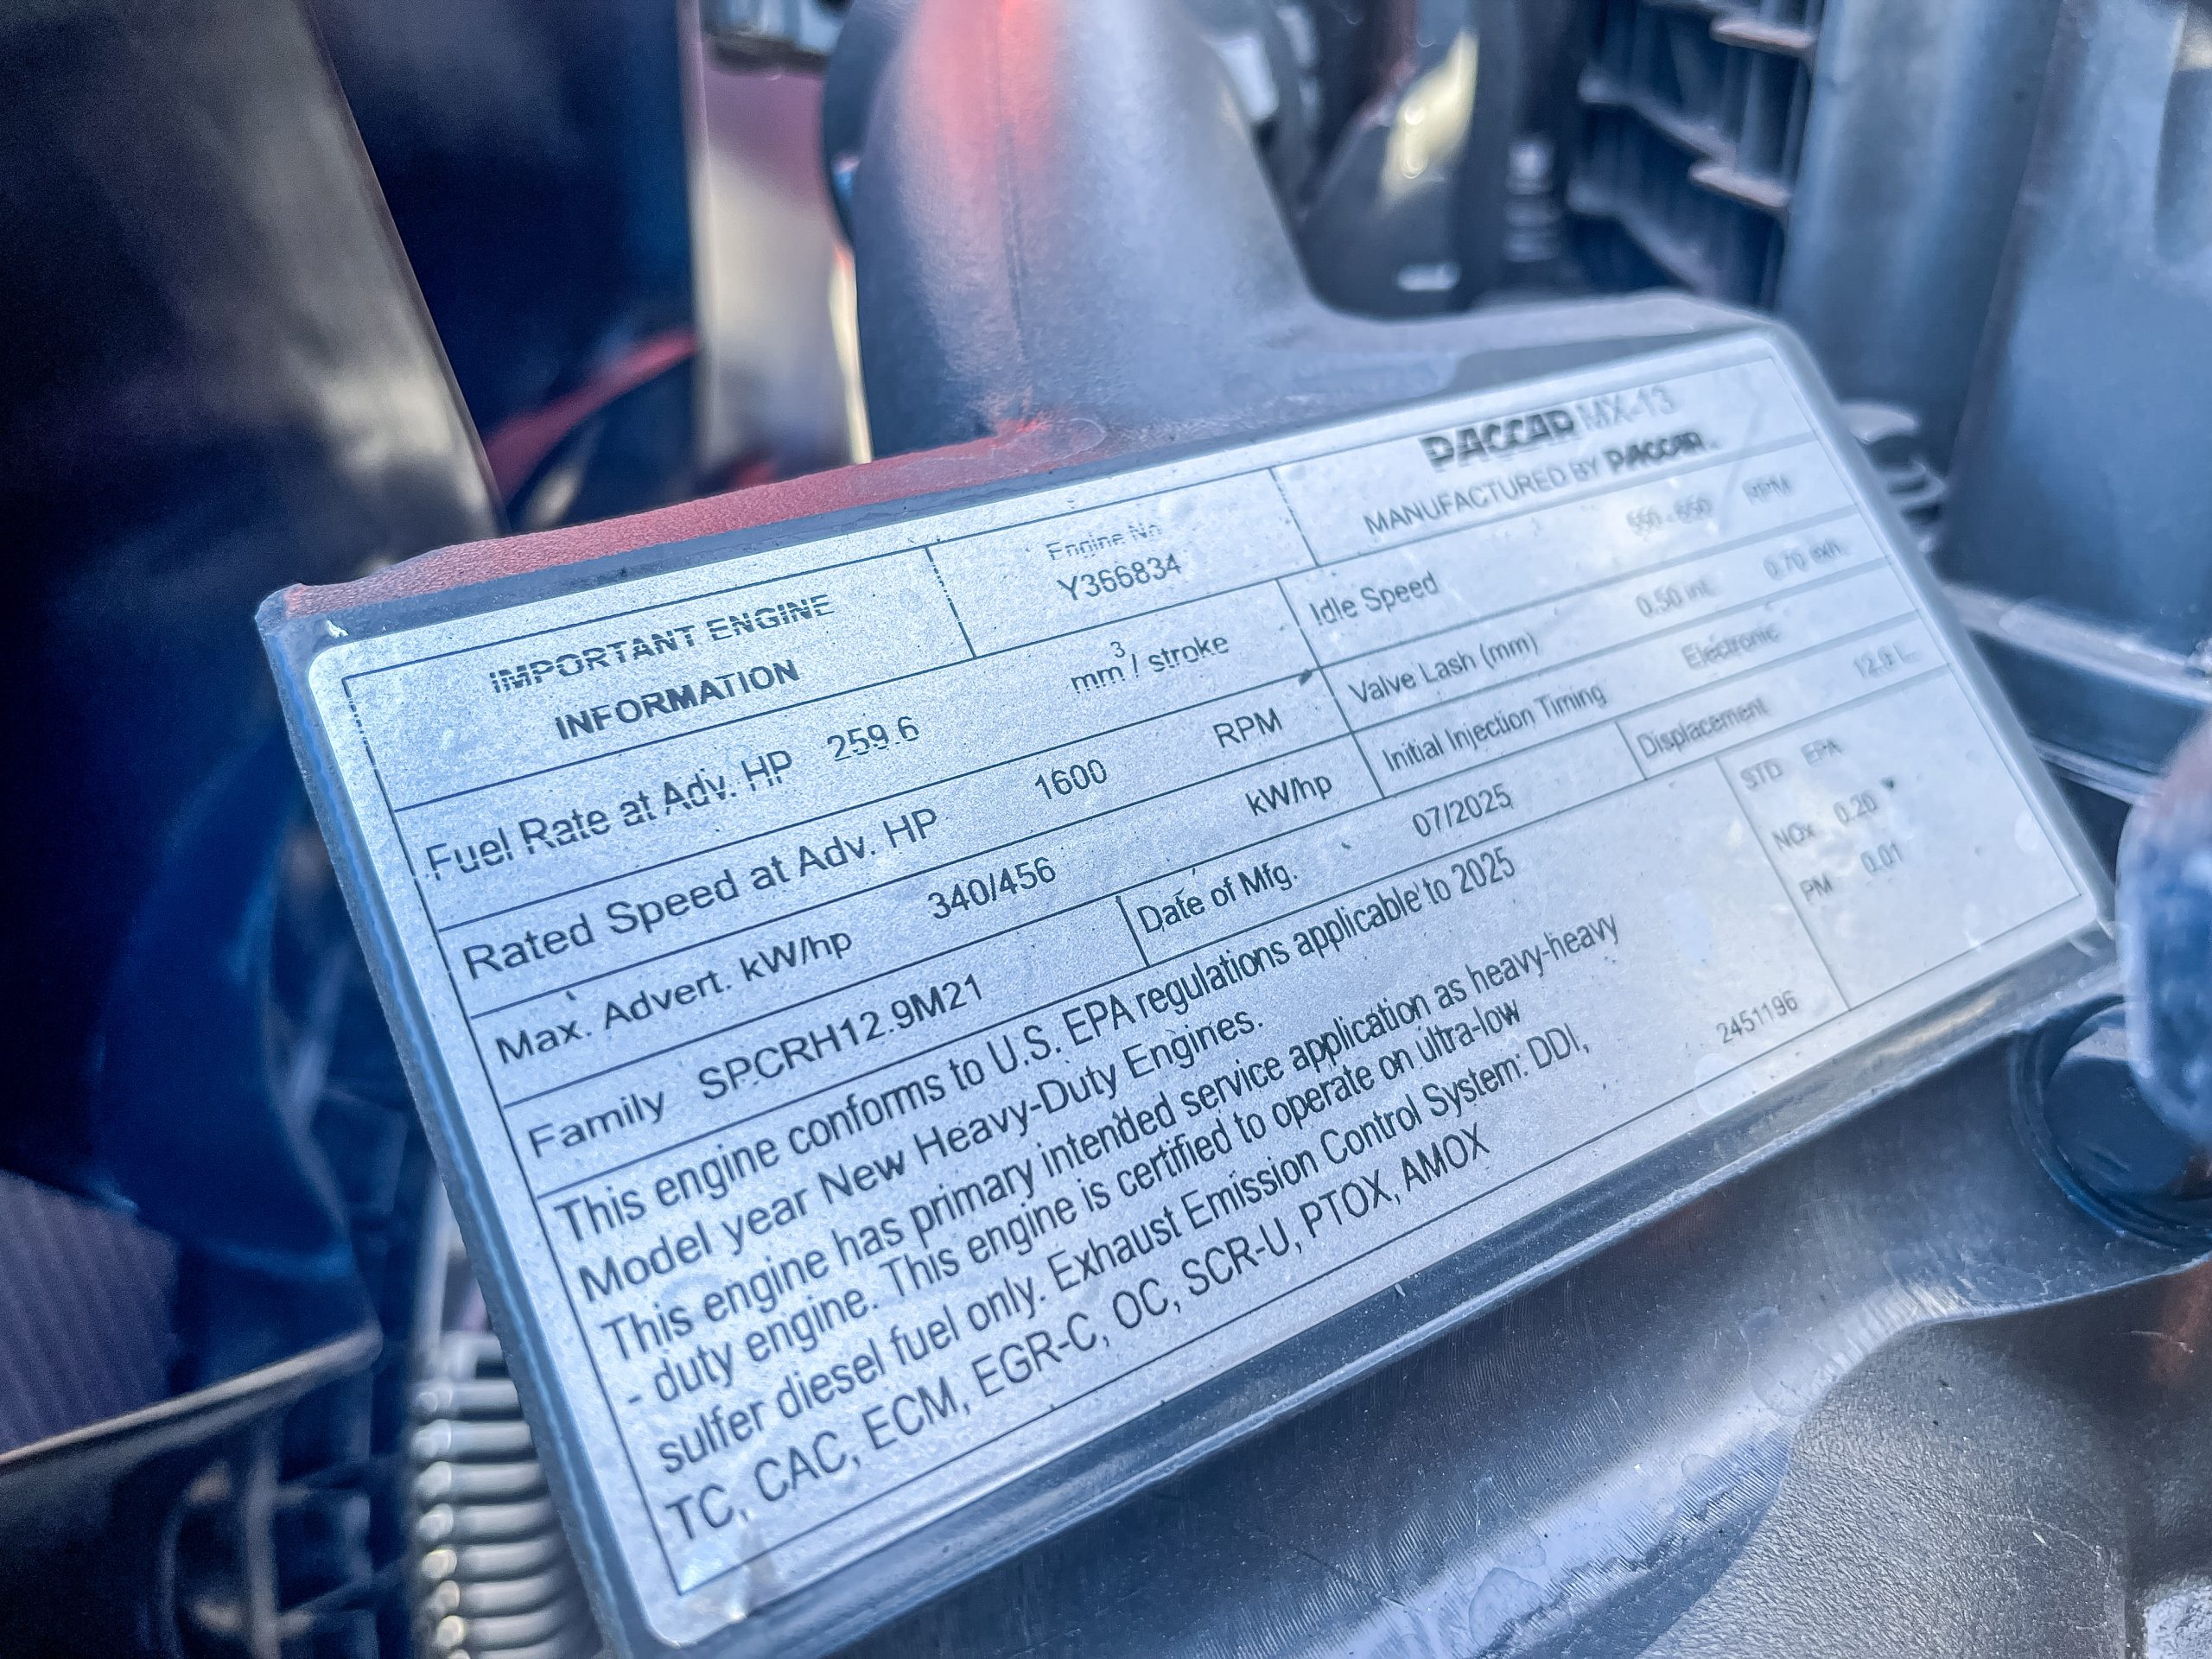 IMPORTANT ENGINE
INFORMATION
Engine No
Y366834
PACCAR MX-13
MANUFACTURED BY PACCAR
Fuel Rate at Adv. HP 259.6 mm³ / stroke
Idle Speed 550-650 RPM
Rated Speed at Adv. HP 1600 RPM
Valve Lash (mm) 0.50 int. 0.70 exh.
Max. Advert. kW/hp 340/456 kW/hp
Initial Injection Timing Electronic
Family SPCRH12.9M21
Date of Mfg. 07/2025
Displacement 12.9 L
This engine conforms to U.S. EPA regulations applicable to 2025
Model year New Heavy-Duty Engines.
This engine has primary intended service application as heavy-heavy
- duty engine. This engine is certified to operate on ultra-low
sulfer diesel fuel only. Exhaust Emission Control System: DDI,
TC, CAC, ECM, EGR-C, OC, SCR-U, PTOX, AMOX
2451196
STD EPA
NOx 0.20
PM 0.01